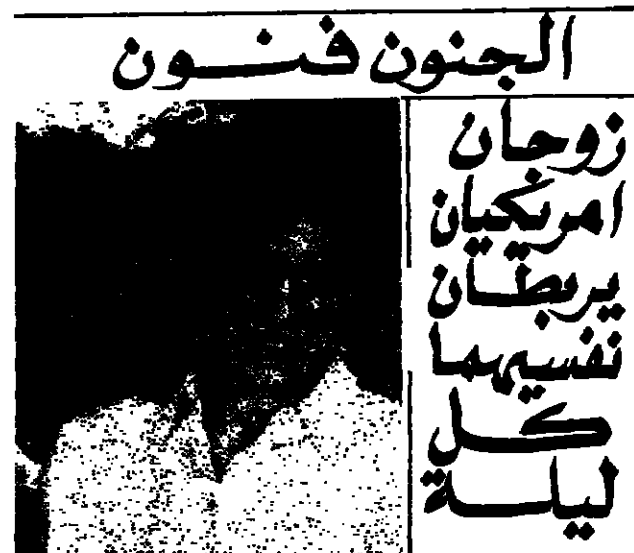 الجنون فنون
زوجان
امريكيان
يربطان
نفسيهما
كل
ليلة